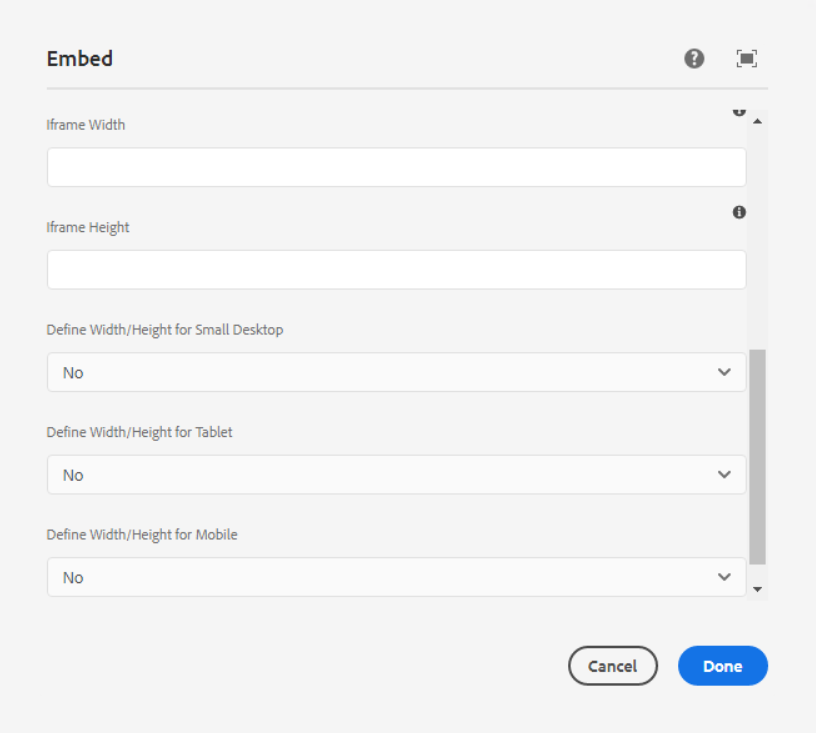 Embed
Iframe Width
Iframe Height
Define Width/Height for Small Desktop
No
Define Width/Height for Tablet
No
Define Width/Height for Mobile
No
Cancel Done